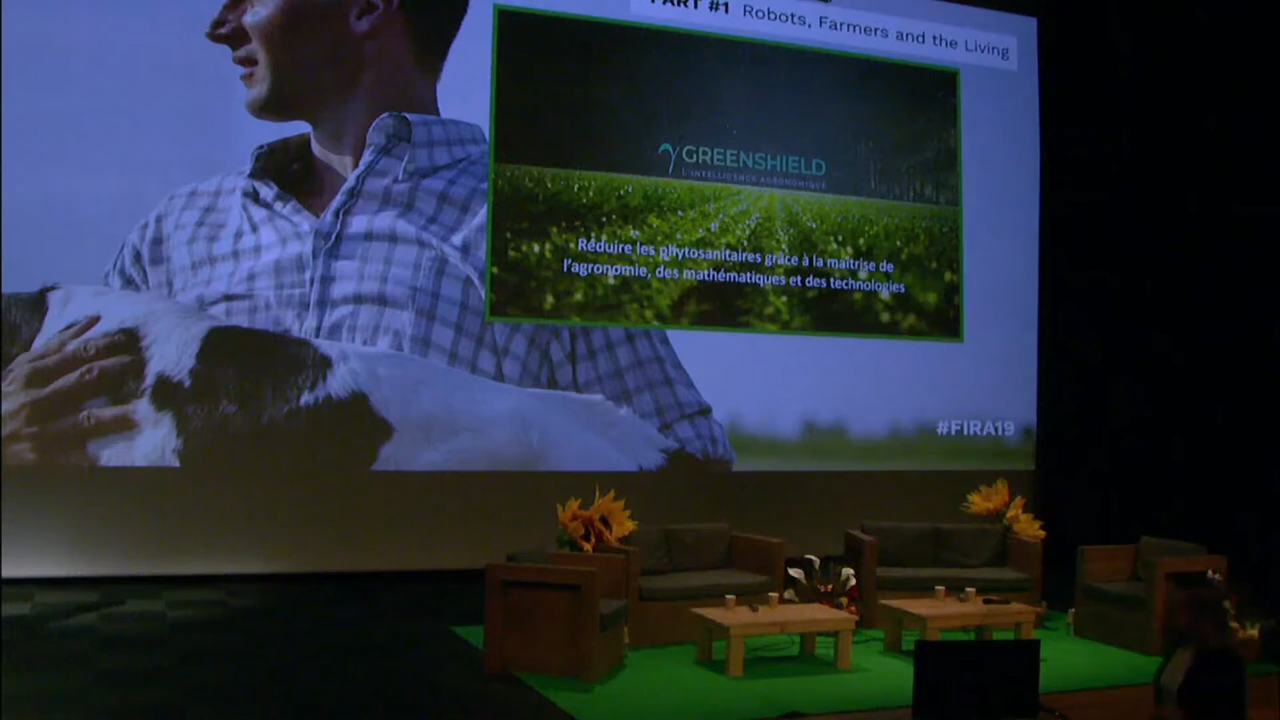 PART #1 Robots, Farmers and the Living
GREENSHIELD
L'INTELLIGENCE AGRONOMIQUE
Réduire les phytosanitaires grâce à la maitrise de
l'agronomie, des mathématiques et des technologies
#FIRA19